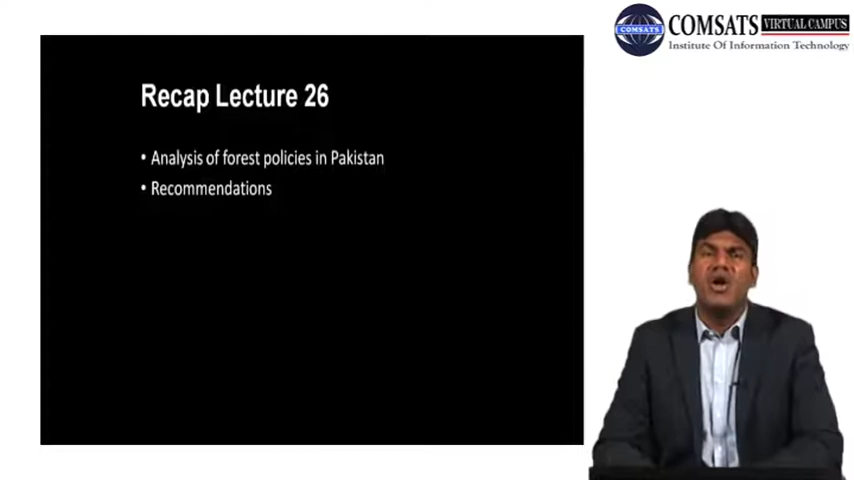 COMSATS VIRTUAL CAMPUS
COMSATS
Institute Of Information Technology
Recap Lecture 26
• Analysis of forest policies in Pakistan
• Recommendations